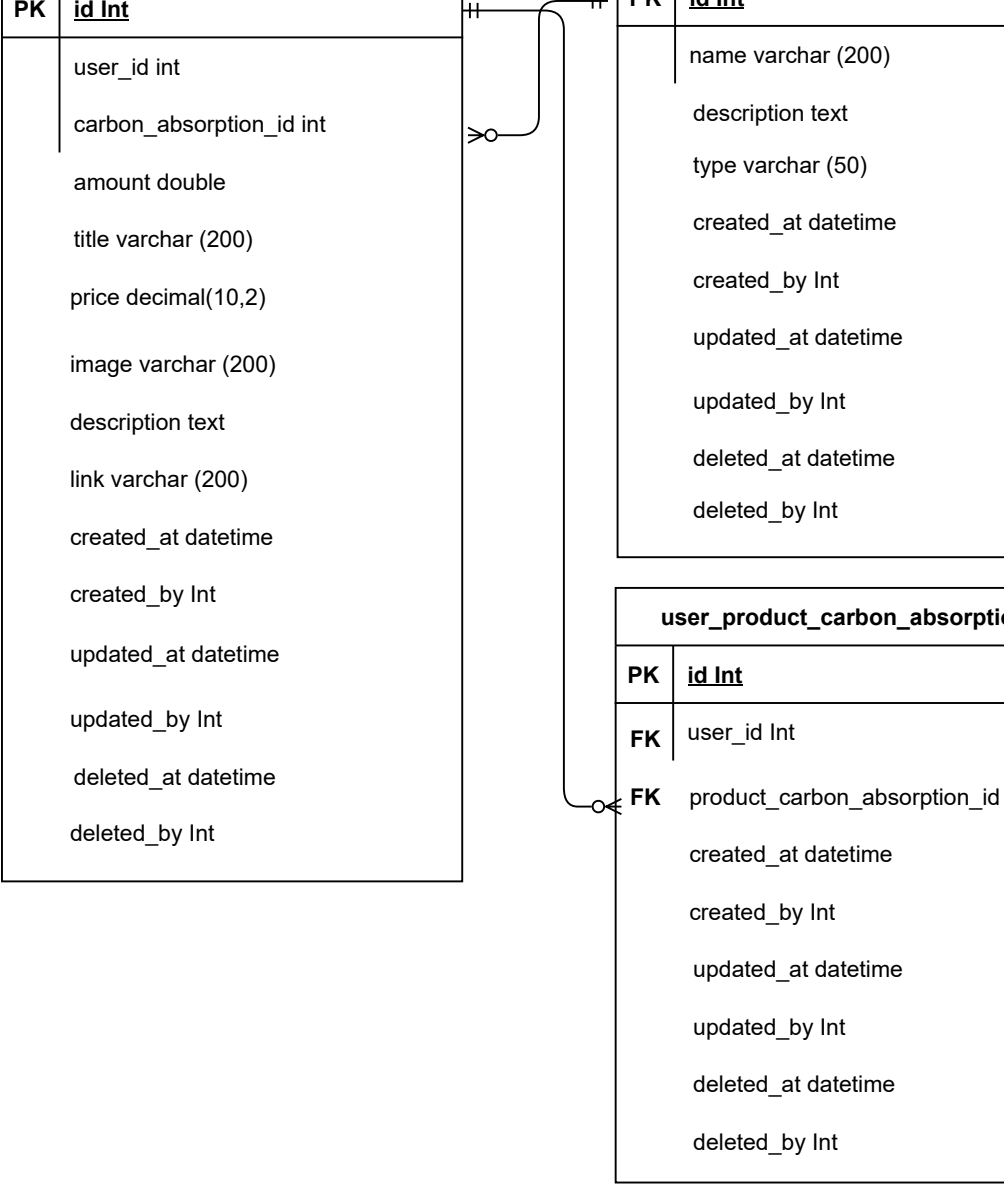 PK id Int
user_id int
carbon_absorption_id int
amount double
title varchar (200)
price decimal(10,2)
image varchar (200)
description text
link varchar (200)
created_at datetime
created_by Int
updated_at datetime
updated_by Int
deleted_at datetime
deleted_by Int
PK id Int
name varchar (200)
description text
type varchar (50)
created_at datetime
created_by Int
updated_at datetime
updated_by Int
deleted_at datetime
deleted_by Int
PK id Int
FK user_id Int
FK product_carbon_absorption_id
created_at datetime
created_by Int
updated_at datetime
updated_by Int
deleted_at datetime
deleted_by Int